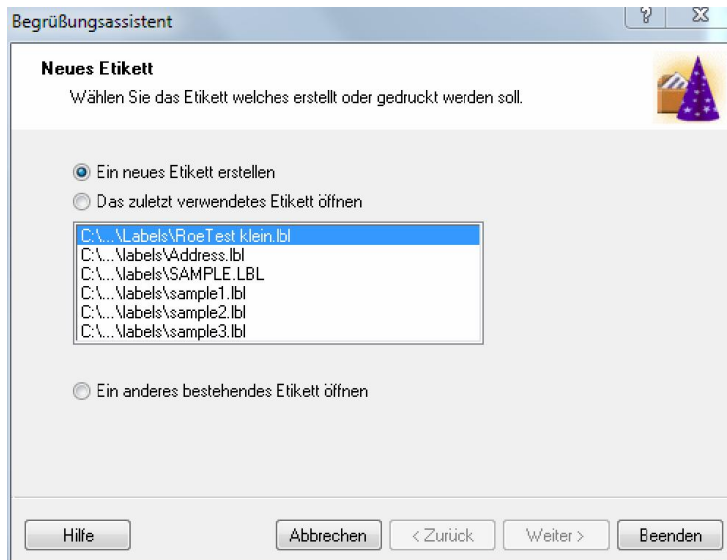 Begrüßungsassistent
Neues Etikett
Wählen Sie das Etikett welches erstellt oder gedruckt werden soll.
Ein neues Etikett erstellen
Das zuletzt verwendetes Etikett öffnen
C:\...\Labels\RoeTest klein.lbl
C:\...\labels\Address.lbl
C:\...\labels\SAMPLE.LBL
C:\...\labels\sample1.lbl
C:\...\labels\sample2.lbl
C:\...\labels\sample3.lbl
Ein anderes bestehendes Etikett öffnen
Hilfe Abbrechen < Zurück Weiter > Beenden